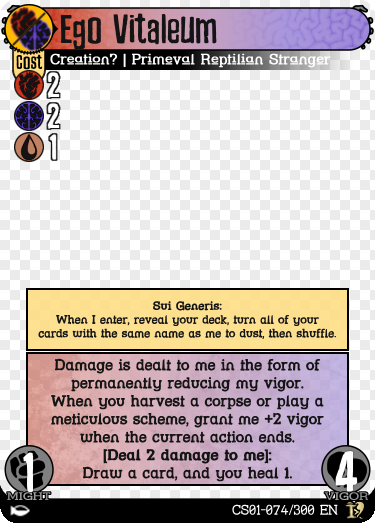 Ego Vitaleum
Cost
Creation? | Primeval Reptilian Stranger
2
2
1
Sui Generis:
When I enter, reveal your deck, turn all of your
cards with the same name as me to dust, then shuffle.
Damage is dealt to me in the form of
permanently reducing my vigor.
When you harvest a corpse or play a
meticulous scheme, grant me +2 vigor
when the current action ends.
[Deal 2 damage to me]:
Draw a card, and you heal 1.
1
MIGHT
4
VIGOR
CS01-074/300 EN